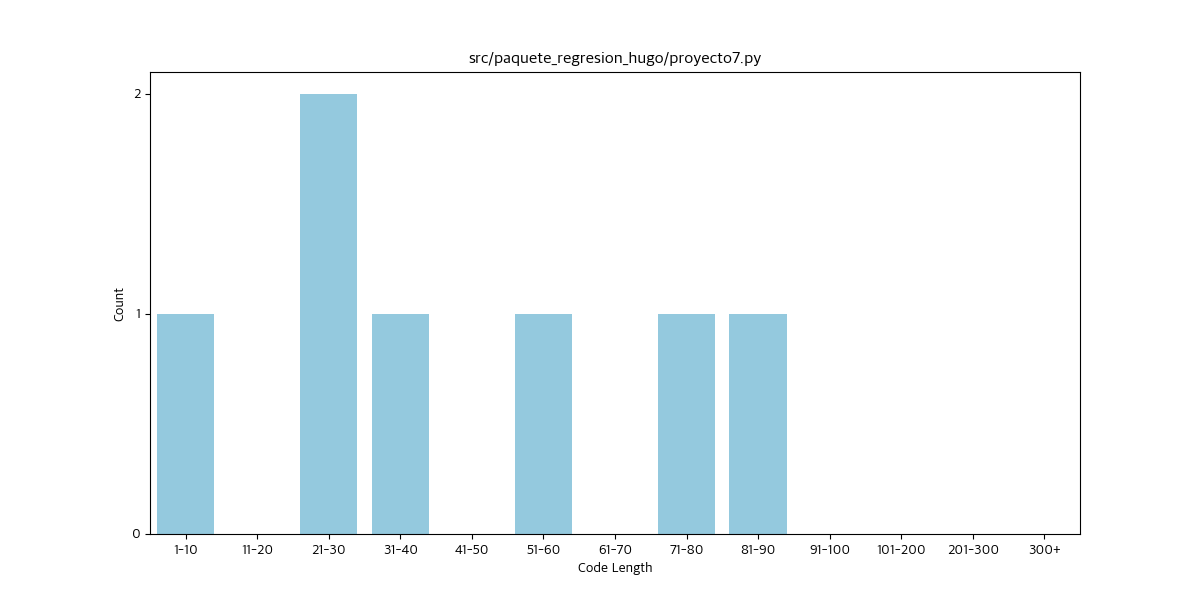 src/paquete_regresion_hugo/proyecto7.py
2
1
0
Count
1-10 11-20 21-30 31-40 41-50 51-60 61-70 71-80 81-90 91-100 101-200 201-300 300+
Code Length